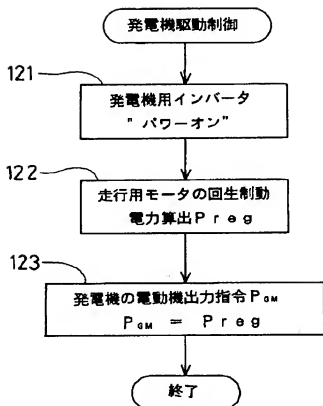 発電機駆動制御
121
発電機用インバータ
"パワーオン"
122
走行用モータの回生制動
電力算出Preg
123
発電機の電動機出力指令PGM
PGM = Preg
終了